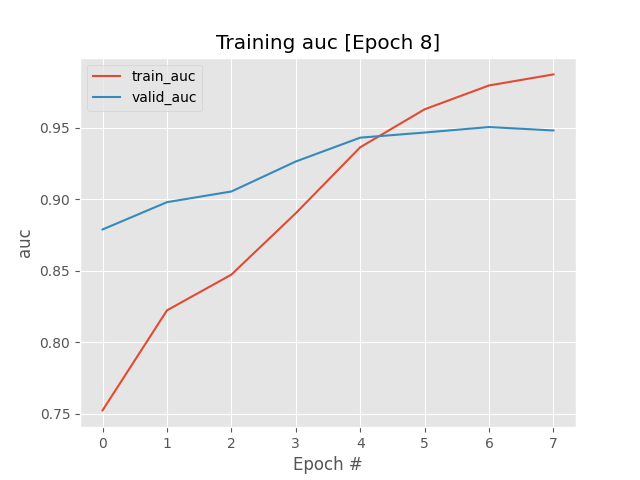 Training auc [Epoch 8]
train_auc
valid_auc
0.95
0.90
0.85
0.80
0.75
auc
0 1 2 3 4 5 6 7
Epoch #